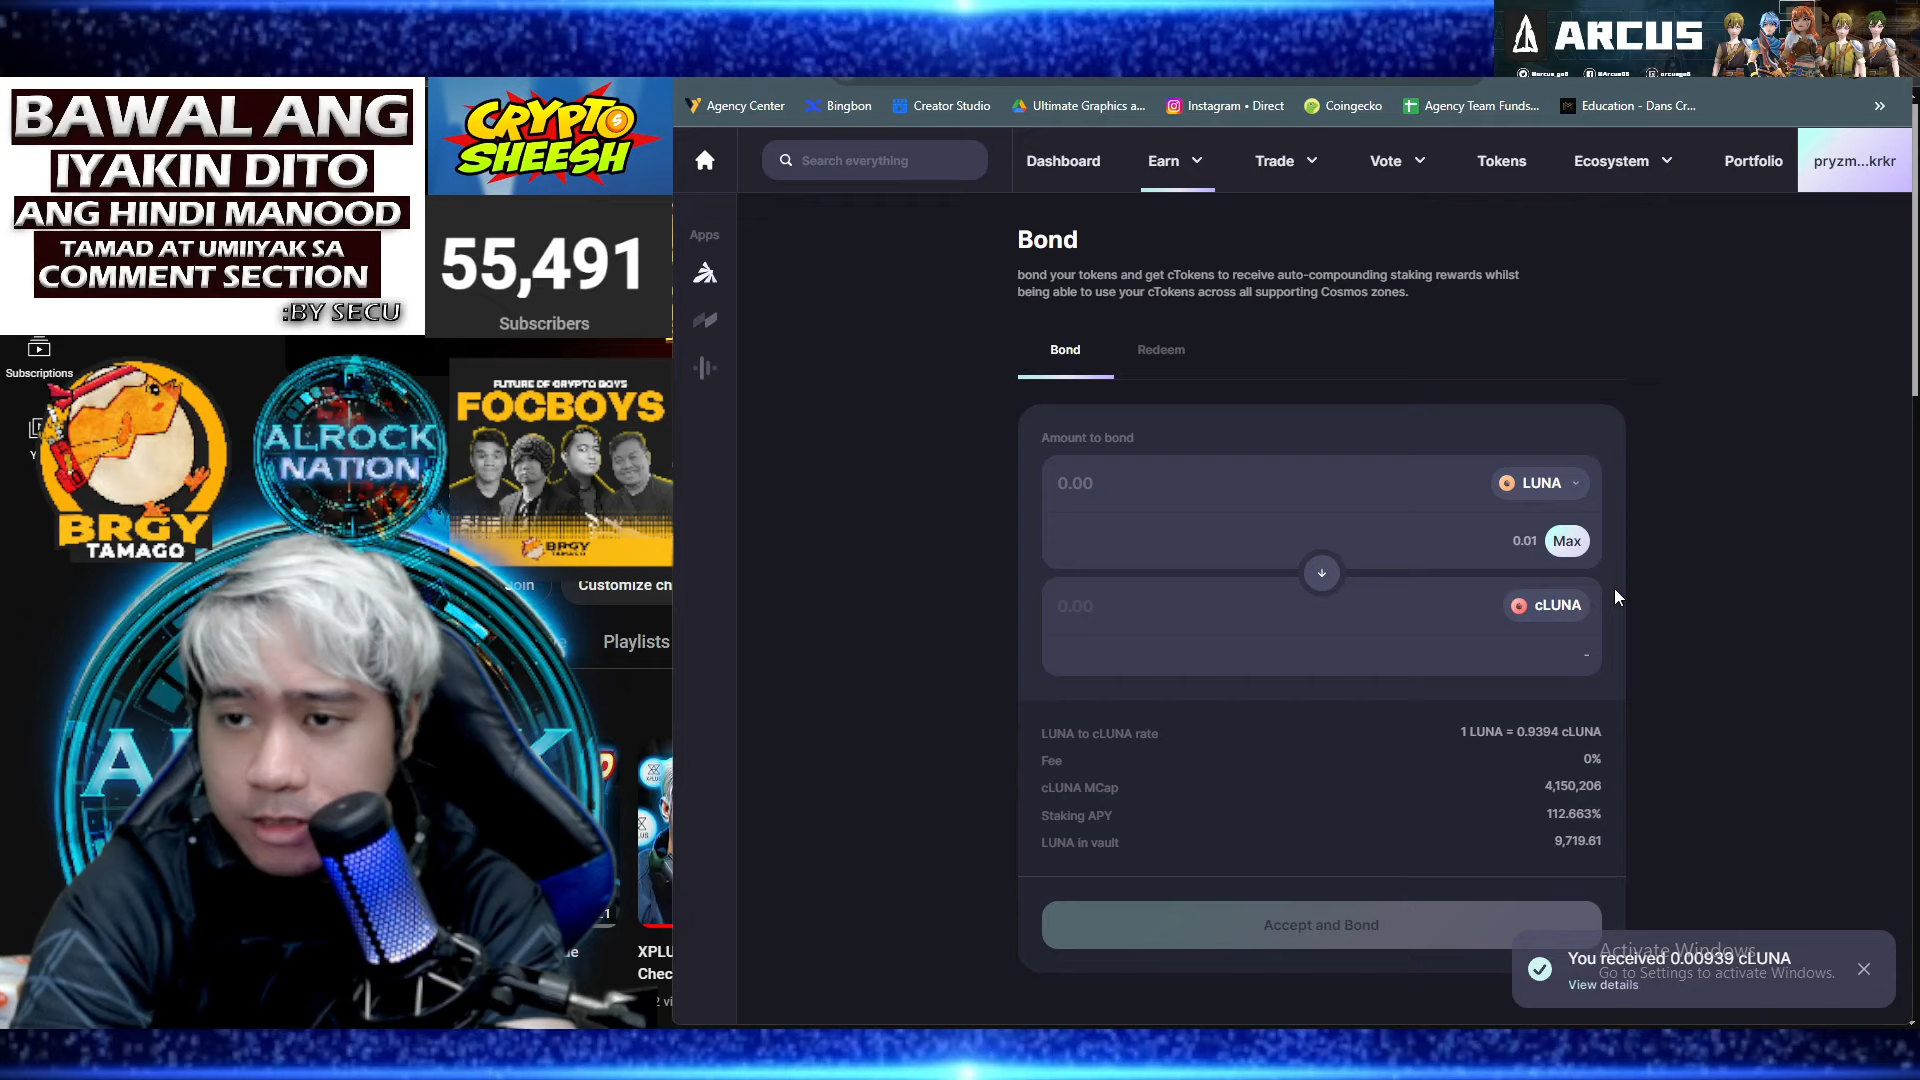 ARCUS
BAWAL ANG
IYAKIN DITO
ANG HINDI MANOOD
TAMAD AT UMIIYAK SA
COMMENT SECTION
:BY SECU
CRYPTO
SHEESH
55,491
Subscribers
Subscriptions
BRGY
TAMAGO
ALROCK
NATION
FUTURE OF CRYPTO BOYS
FOCBOYS
BRGY
TAMAGO
Join
Customize ch
Playlists
XPLU
Chec
Agency Center
Bingbon
Creator Studio
Ultimate Graphics a...
Instagram • Direct
Coingecko
Agency Team Funds...
Education - Dans Cr...
»
Search everything
Dashboard
Earn
Trade
Vote
Tokens
Ecosystem
Portfolio
pryzm...krkr
Apps
Bond
bond your tokens and get cTokens to receive auto-compounding staking rewards whilst
being able to use your cTokens across all supporting Cosmos zones.
Bond
Redeem
Amount to bond
0.00
LUNA
0.01
Max
0.00
cLUNA
-
LUNA to cLUNA rate
1 LUNA = 0.9394 cLUNA
Fee
0%
cLUNA MCap
4,150,206
Staking APY
112.663%
LUNA in vault
9,719.61
Accept and Bond
You received 0.00939 cLUNA
View details
Activate Windows
Go to Settings to activate Windows.